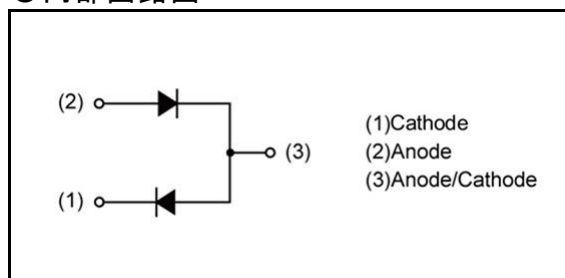 (2)
(1)
(3)
(1)Cathode
(2)Anode
(3)Anode/Cathode